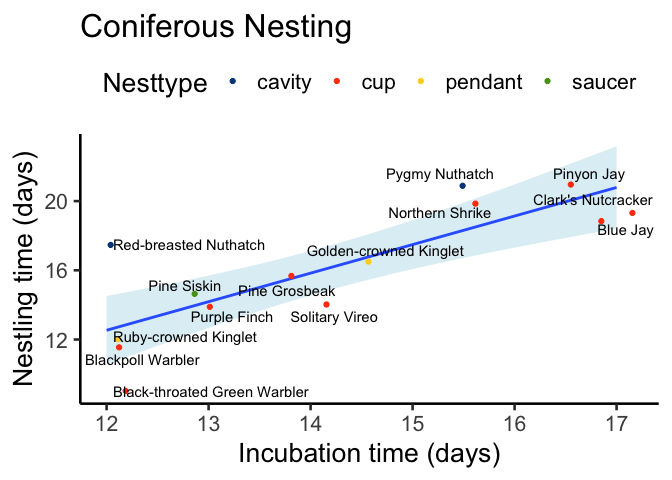 Coniferous Nesting
Nesttype cavity cup pendant saucer
Nestling time (days)
20
16
12
Pygmy Nuthatch
Pinyon Jay
Clark's Nutcracker
Northern Shrike
Blue Jay
Red-breasted Nuthatch
Golden-crowned Kinglet
Pine Siskin
Pine Grosbeak
Purple Finch
Solitary Vireo
Ruby-crowned Kinglet
Blackpoll Warbler
Black-throated Green Warbler
12 13 14 15 16 17
Incubation time (days)